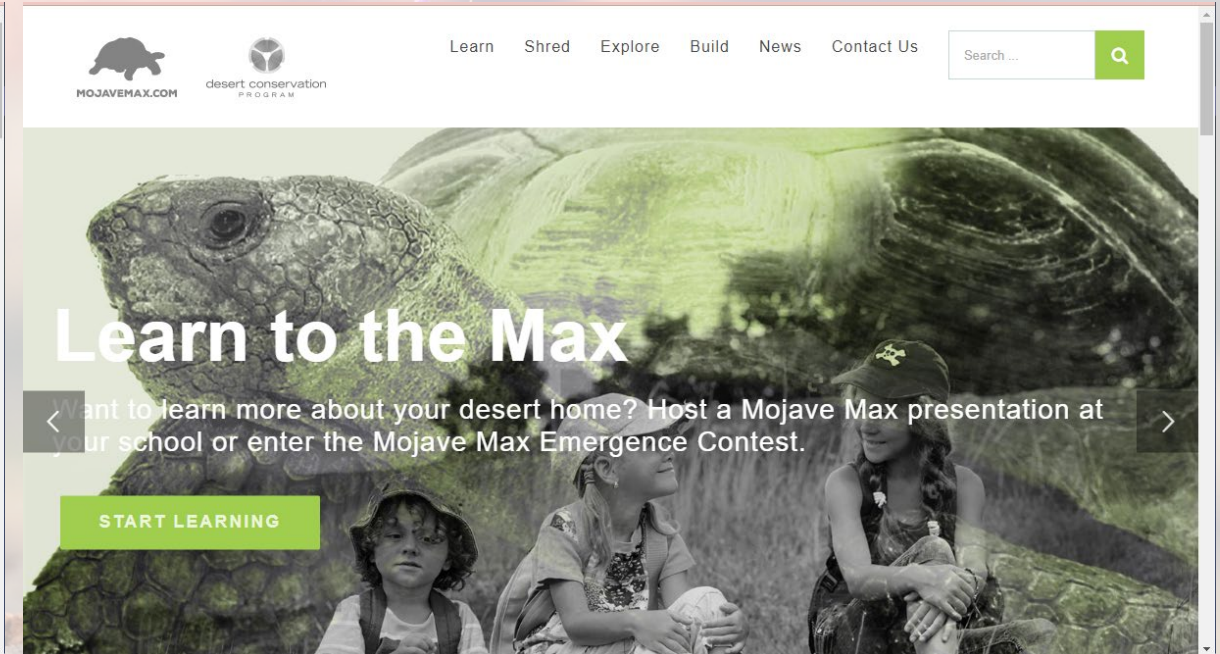 MOJAVEMAX.COM
desert conservation
PROGRAM
Learn Shred Explore Build News Contact Us
Search ...
Learn to the Max
Want to learn more about your desert home? Host a Mojave Max presentation at
your school or enter the Mojave Max Emergence Contest.
START LEARNING